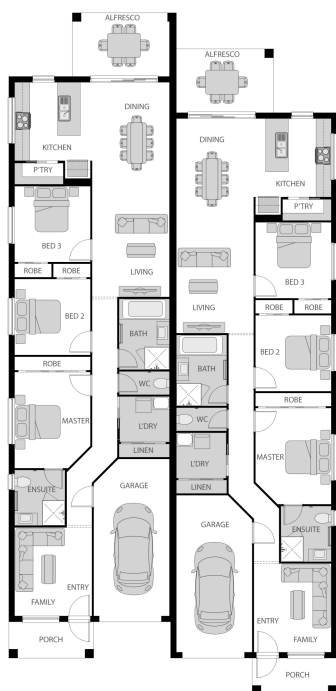 ALFRESCO
DINING
KITCHEN
P'TRY
BED 3
LIVING
ROBE ROBE
BED 2
BATH
ROBE
WC
MASTER
L'DRY
LINEN
ENSUITE
GARAGE
ENTRY
FAMILY
PORCH
ALFRESCO
DINING
KITCHEN
P'TRY
BED 3
LIVING
ROBE ROBE
BED 2
BATH
ROBE
WC
MASTER
L'DRY
LINEN
ENSUITE
GARAGE
ENTRY
FAMILY
PORCH